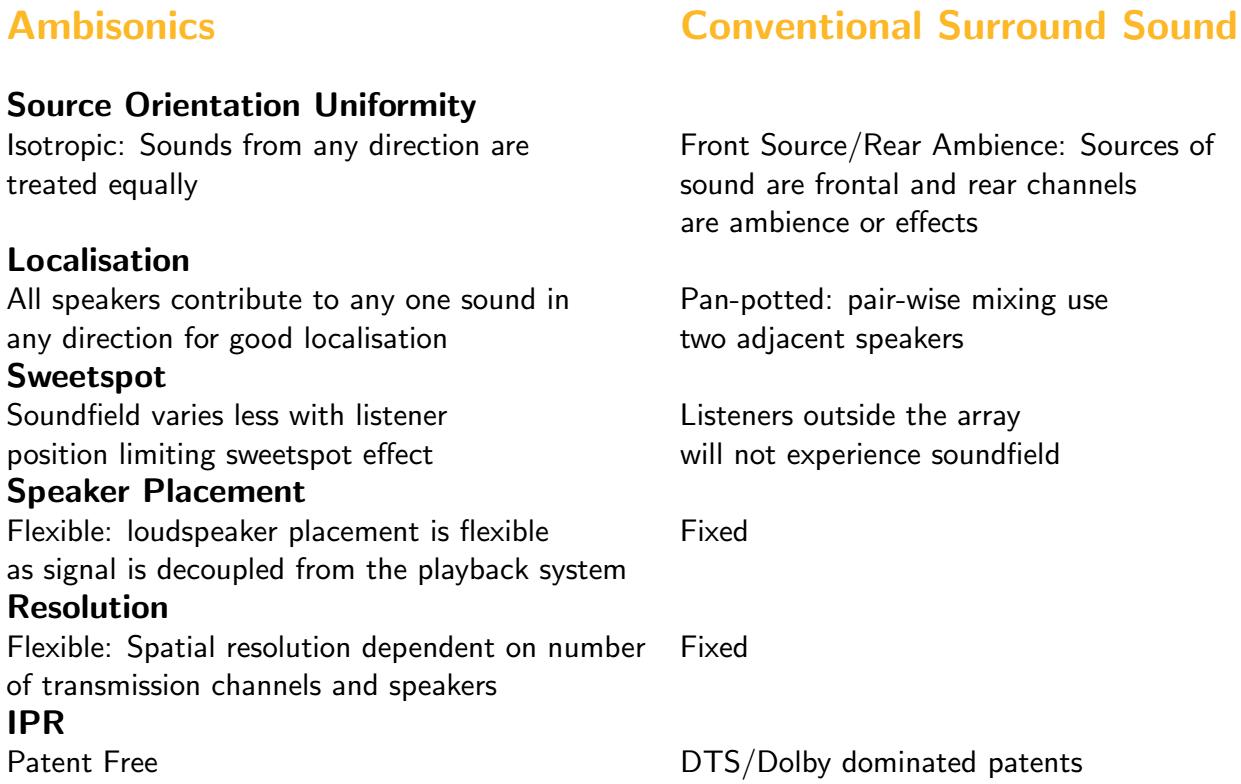 Ambisonics Conventional Surround Sound
Source Orientation Uniformity
Isotropic: Sounds from any direction are Front Source/Rear Ambience: Sources of
treated equally sound are frontal and rear channels
are ambience or effects
Localisation
All speakers contribute to any one sound in Pan-potted: pair-wise mixing use
any direction for good localisation two adjacent speakers
Sweetspot
Soundfield varies less with listener Listeners outside the array
position limiting sweetspot effect will not experience soundfield
Speaker Placement
Flexible: loudspeaker placement is flexible Fixed
as signal is decoupled from the playback system
Resolution
Flexible: Spatial resolution dependent on number Fixed
of transmission channels and speakers
IPR
Patent Free DTS/Dolby dominated patents